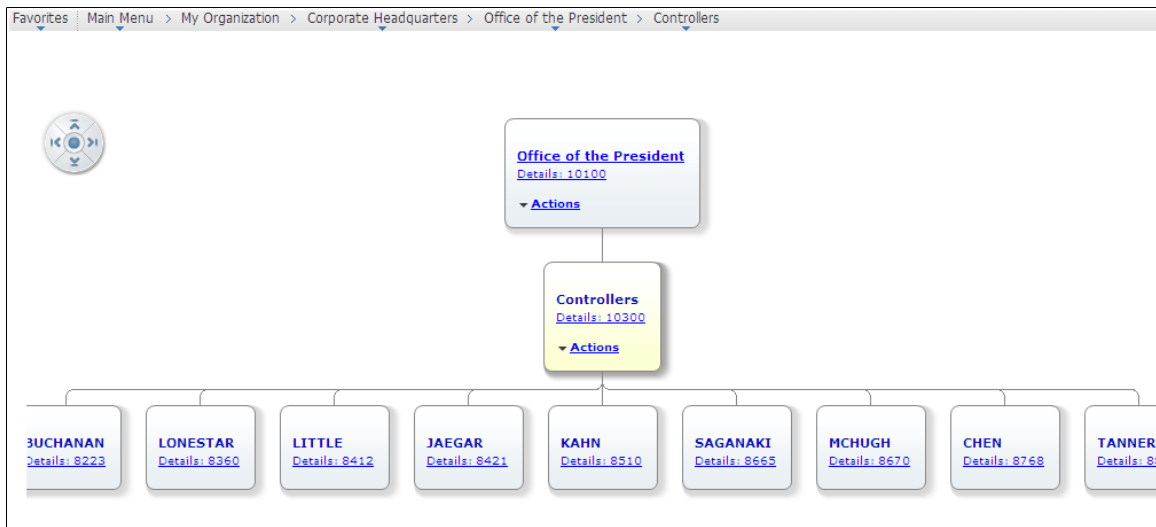 Favorites Main Menu > My Organization > Corporate Headquarters > Office of the President > Controllers
Office of the President
Details: 10100
Actions
Controllers
Details: 10300
Actions
BUCHANAN LONESTAR LITTLE JAEGAR KAHN SAGANAKI MCHUGH CHEN TANNER
Details: 8223 Details: 8360 Details: 8412 Details: 8421 Details: 8510 Details: 8665 Details: 8670 Details: 8768 Details: